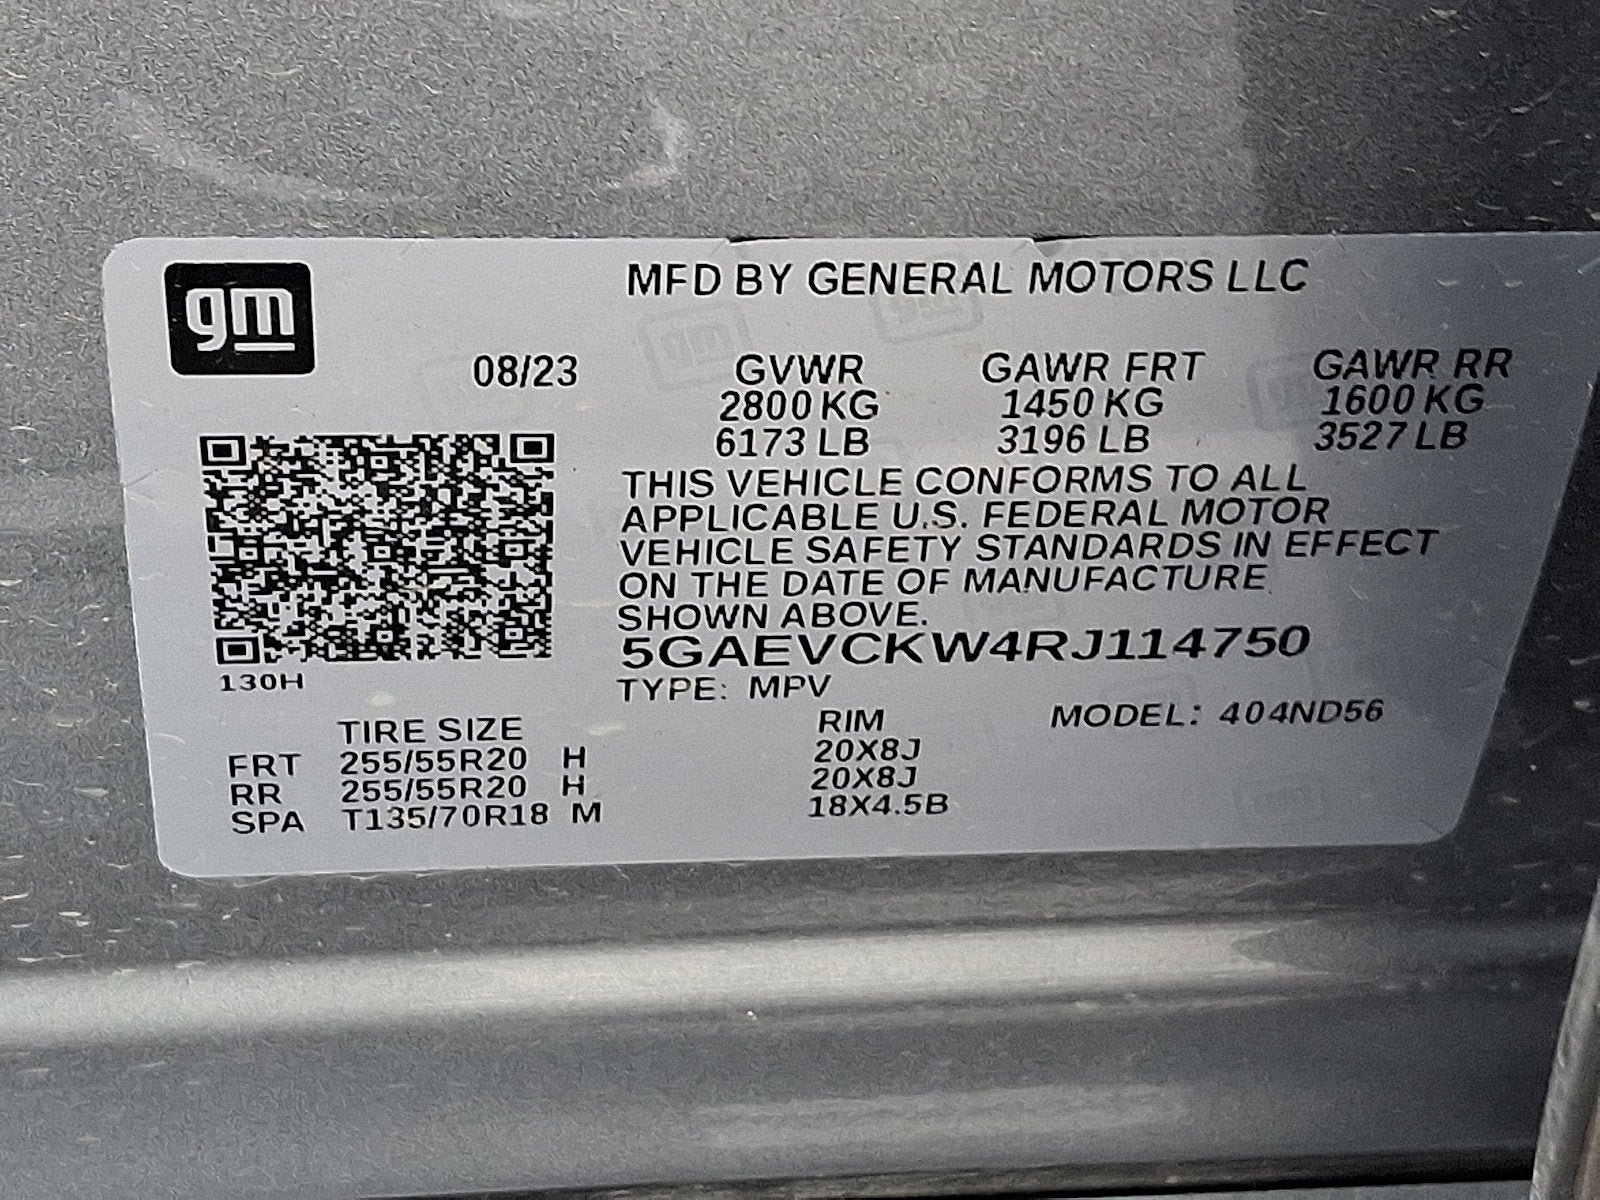 gm
MFD BY GENERAL MOTORS LLC
08/23 GVWR GAWR FRT GAWR RR
2800 KG 1450 KG 1600 KG
6173 LB 3196 LB 3527 LB
THIS VEHICLE CONFORMS TO ALL
APPLICABLE U.S. FEDERAL MOTOR
VEHICLE SAFETY STANDARDS IN EFFECT
ON THE DATE OF MANUFACTURE
SHOWN ABOVE.
5GAEVCKW4RJ114750
130H
TYPE: MPV
TIRE SIZE RIM MODEL: 404ND56
FRT 255/55R20 H 20X8J
RR 255/55R20 H 20X8J
SPA T135/70R18 M 18X4.5B